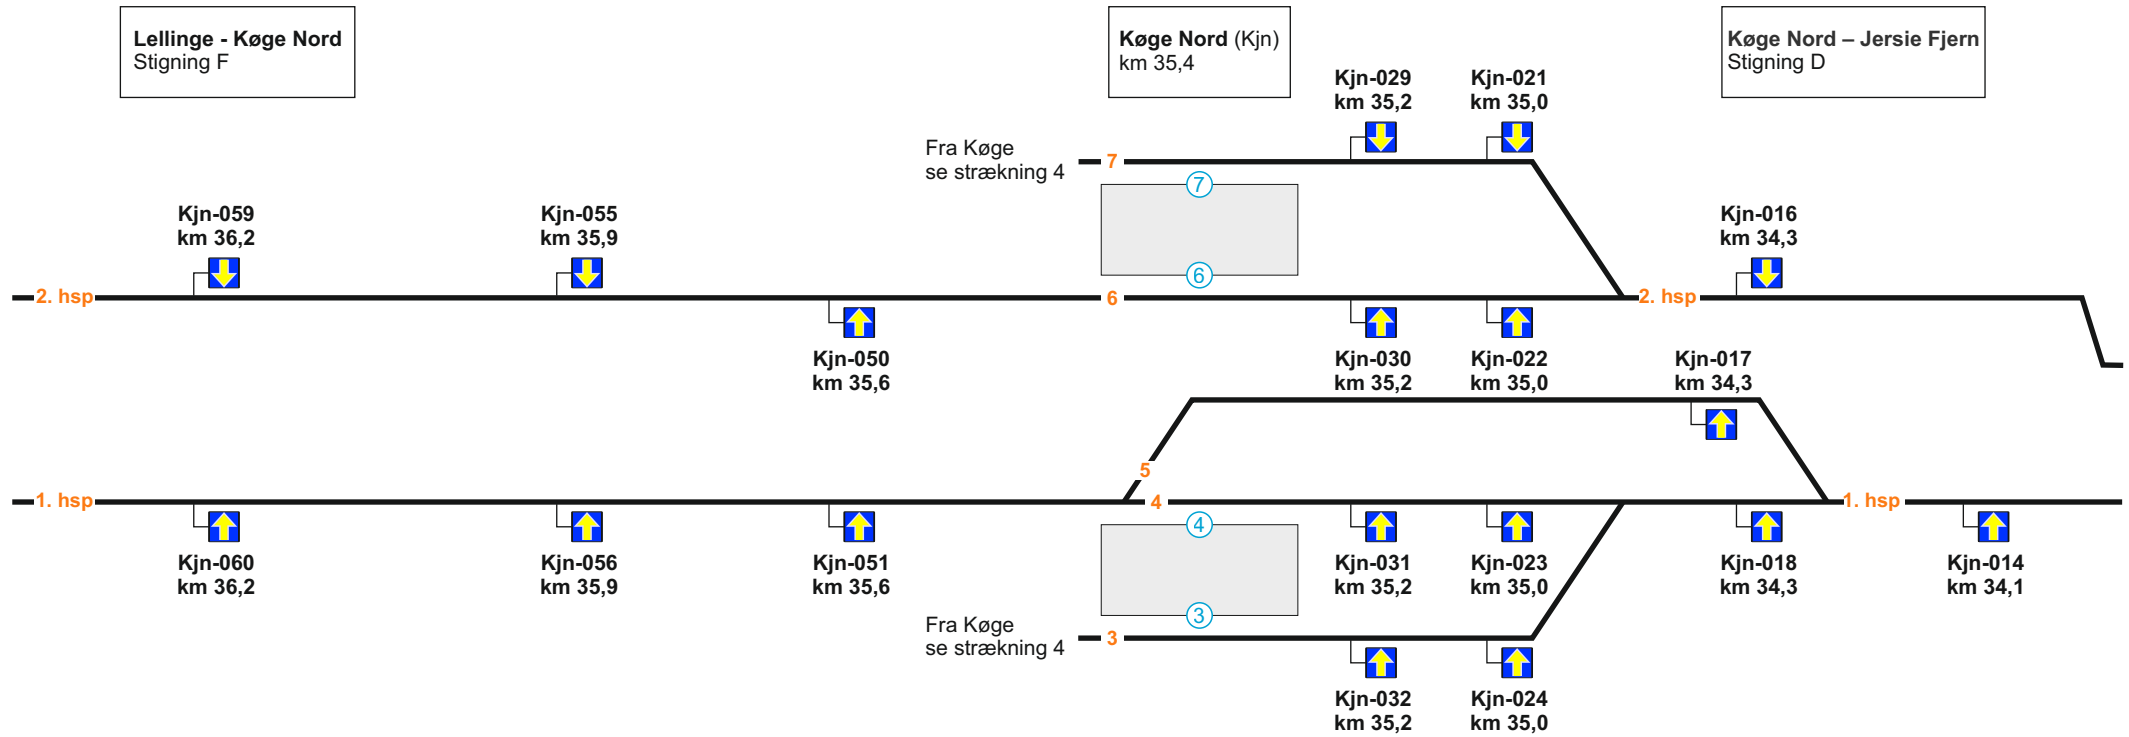 Lellinge - Køge Nord
Stigning F
Køge Nord (Kjn)
km 35,4
Køge Nord – Jersie Fjern
Stigning D
Kjn-029
km 35,2
Kjn-021
km 35,0
Fra Køge
se strækning 4
7
7
Kjn-059
km 36,2
Kjn-055
km 35,9
Kjn-016
km 34,3
6
2. hsp
6
2. hsp
Kjn-050
km 35,6
Kjn-030
km 35,2
Kjn-022
km 35,0
Kjn-017
km 34,3
5
1. hsp
4
1. hsp
4
Kjn-060
km 36,2
Kjn-056
km 35,9
Kjn-051
km 35,6
Kjn-031
km 35,2
Kjn-023
km 35,0
Kjn-018
km 34,3
Kjn-014
km 34,1
3
Fra Køge
se strækning 4
3
Kjn-032
km 35,2
Kjn-024
km 35,0